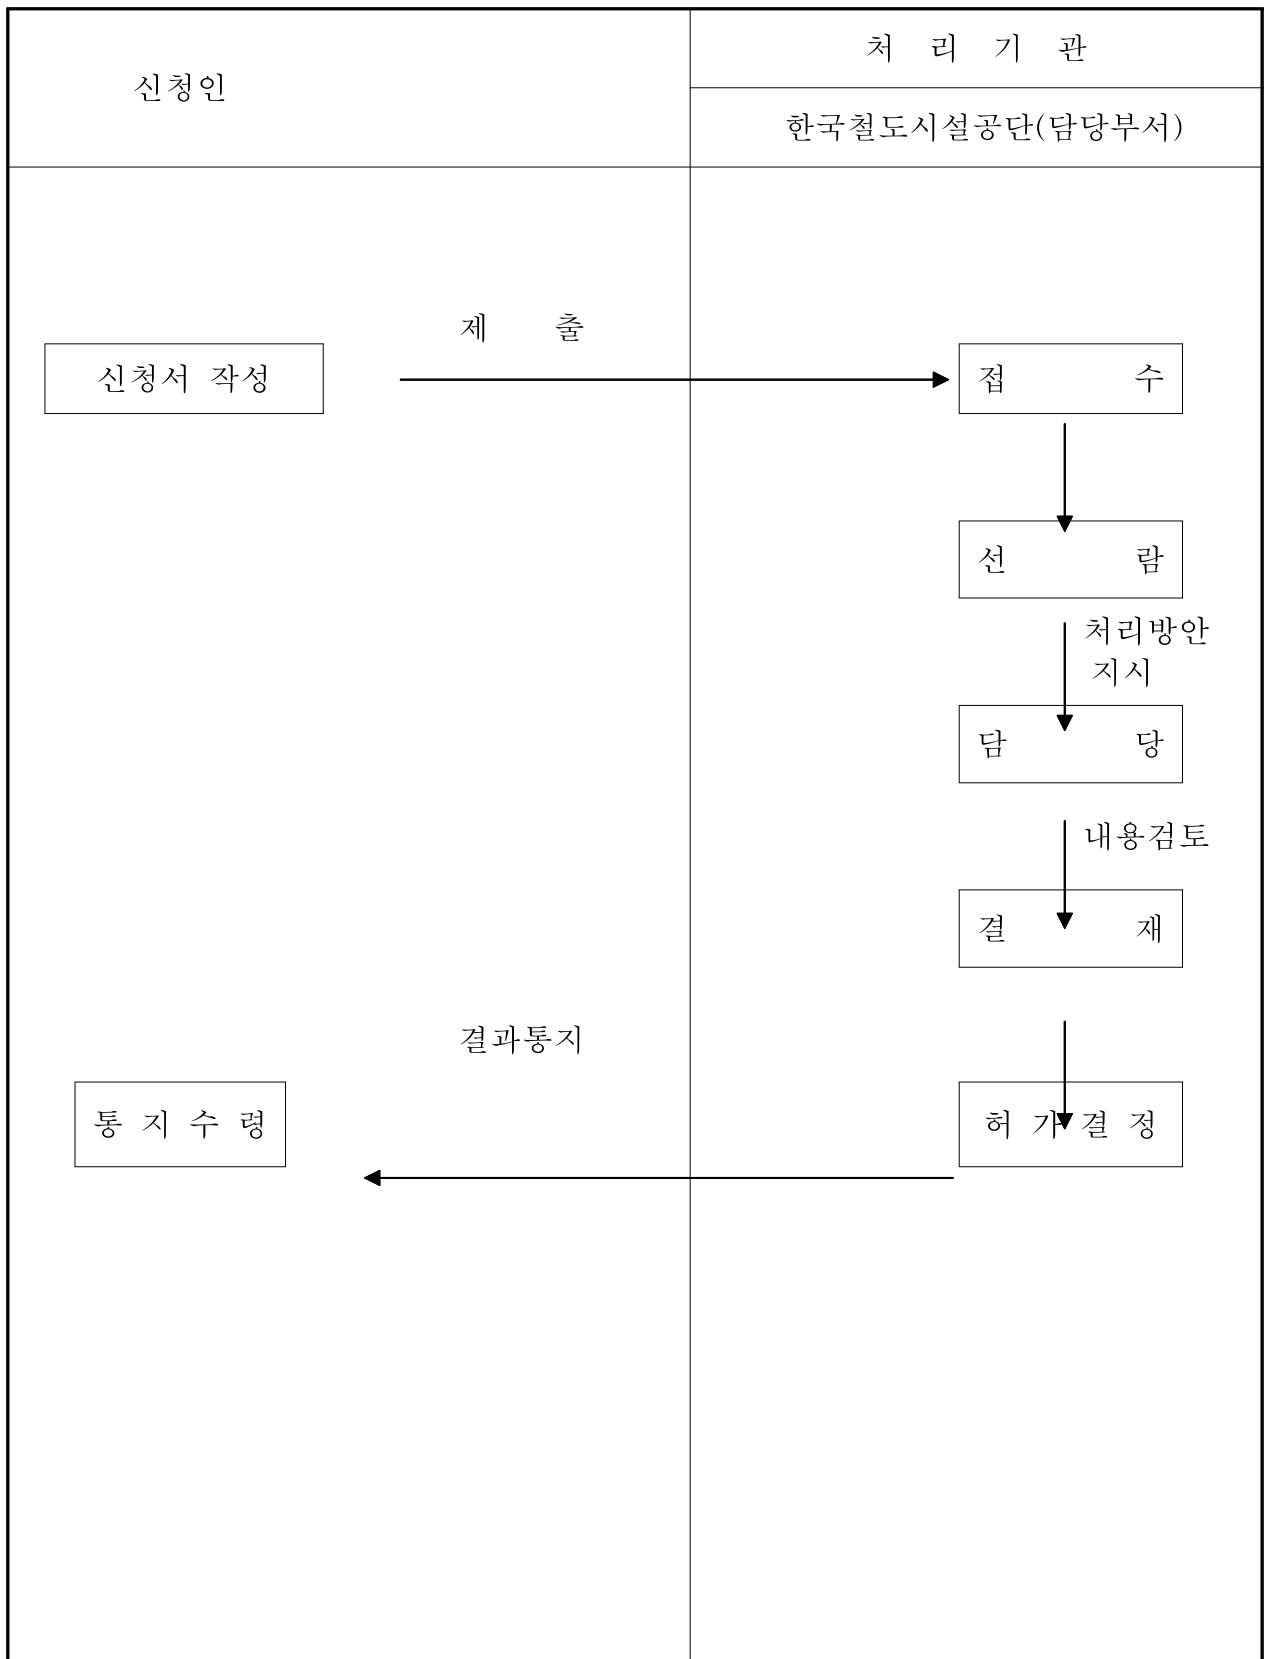 처 리 기 관
신청인
한국철도시설공단(담당부서)
제 출
신청서 작성
접 수
선 람
처리방안
지시
담 당
내용검토
결 재
결과통지
통 지 수 령
허 가 결 정